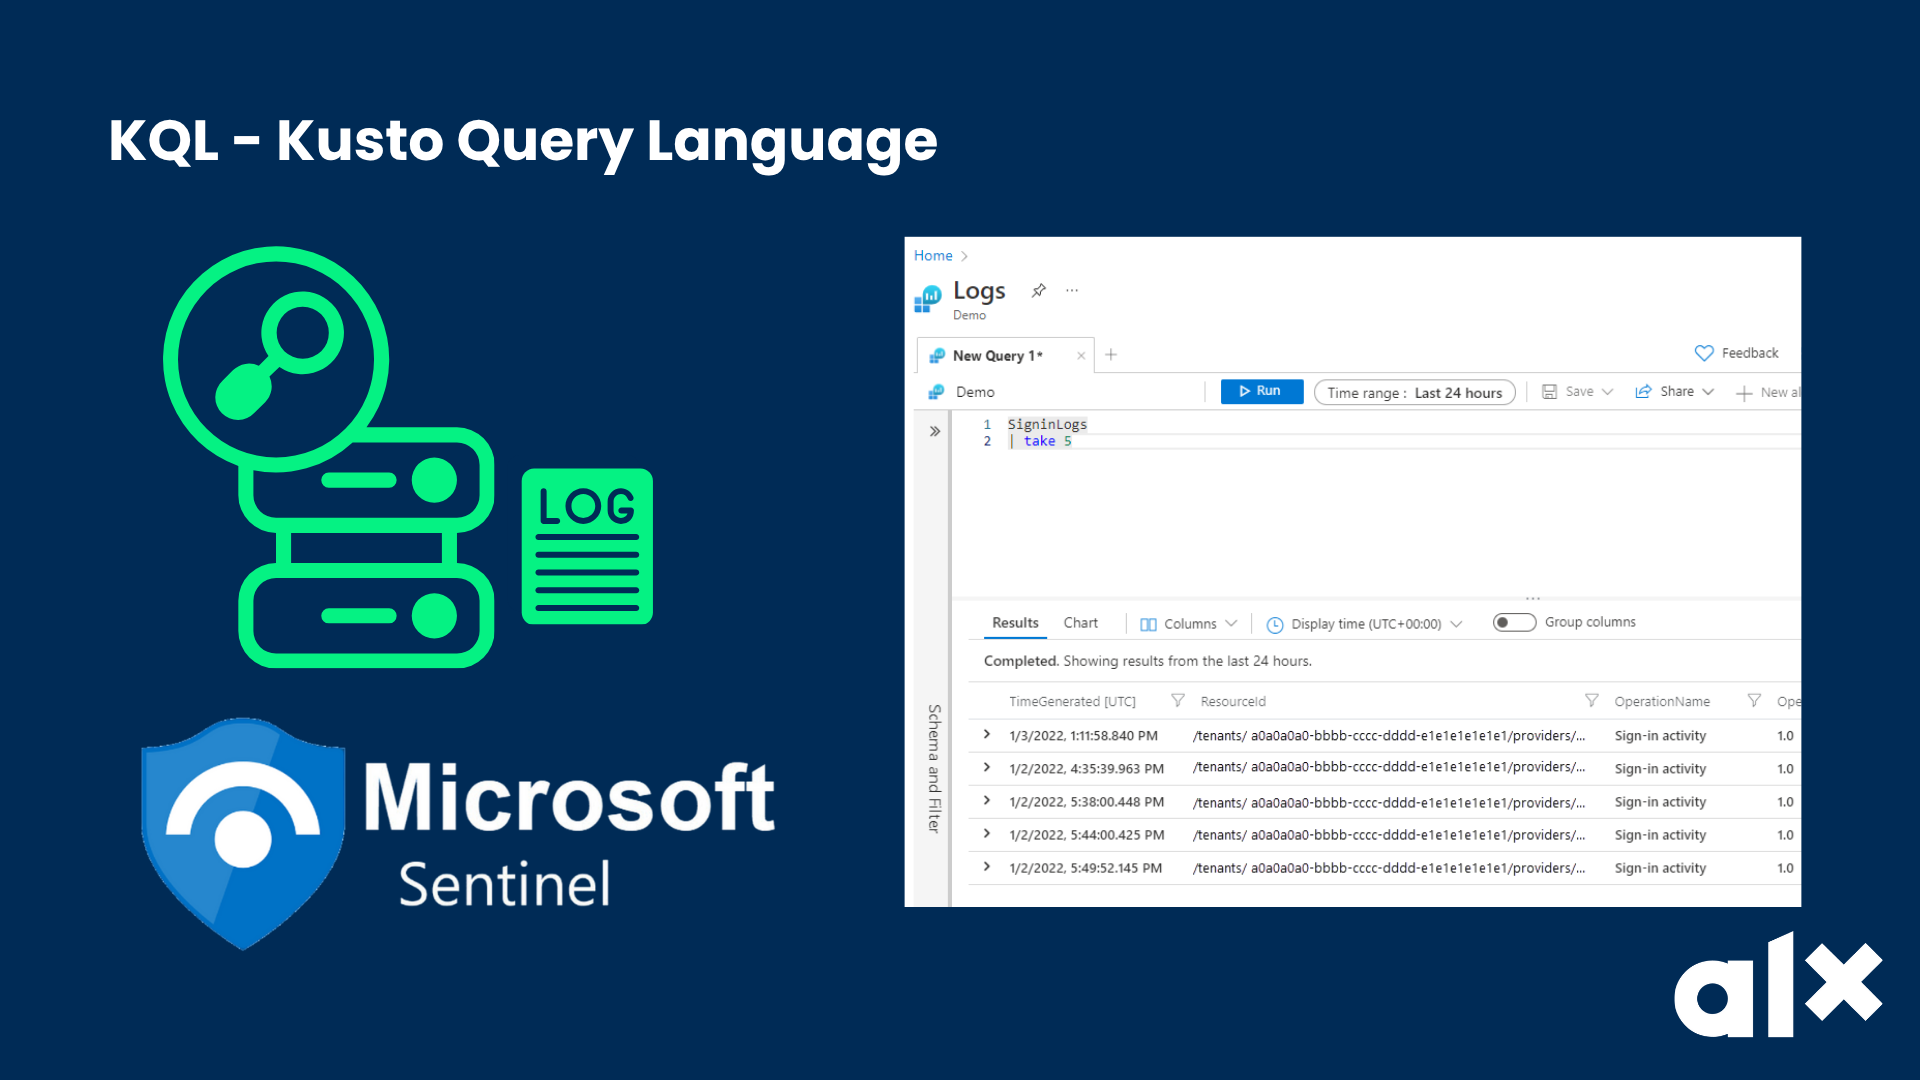 KQL - Kusto Query Language
LOG
Microsoft
Sentinel
Home
Logs
Demo
New Query 1*
Feedback
Demo
Run
Time range : Last 24 hours
Save
Share
New al
1 SigninLogs
2 | take 5
Results
Chart
Columns
Display time (UTC+00:00)
Group columns
Completed. Showing results from the last 24 hours.
Schema and Filter
TimeGenerated [UTC] ResourceId OperationName Ope
1/3/2022, 1:11:58.840 PM /tenants/ a0a0a0a0-bbbb-cccc-dddd-e1e1e1e1e1e1/providers/... Sign-in activity 1.0
1/2/2022, 4:35:39.963 PM /tenants/ a0a0a0a0-bbbb-cccc-dddd-e1e1e1e1e1e1/providers/... Sign-in activity 1.0
1/2/2022, 5:38:00.448 PM /tenants/ a0a0a0a0-bbbb-cccc-dddd-e1e1e1e1e1e1/providers/... Sign-in activity 1.0
1/2/2022, 5:44:00.425 PM /tenants/ a0a0a0a0-bbbb-cccc-dddd-e1e1e1e1e1e1/providers/... Sign-in activity 1.0
1/2/2022, 5:49:52.145 PM /tenants/ a0a0a0a0-bbbb-cccc-dddd-e1e1e1e1e1e1/providers/... Sign-in activity 1.0
alx